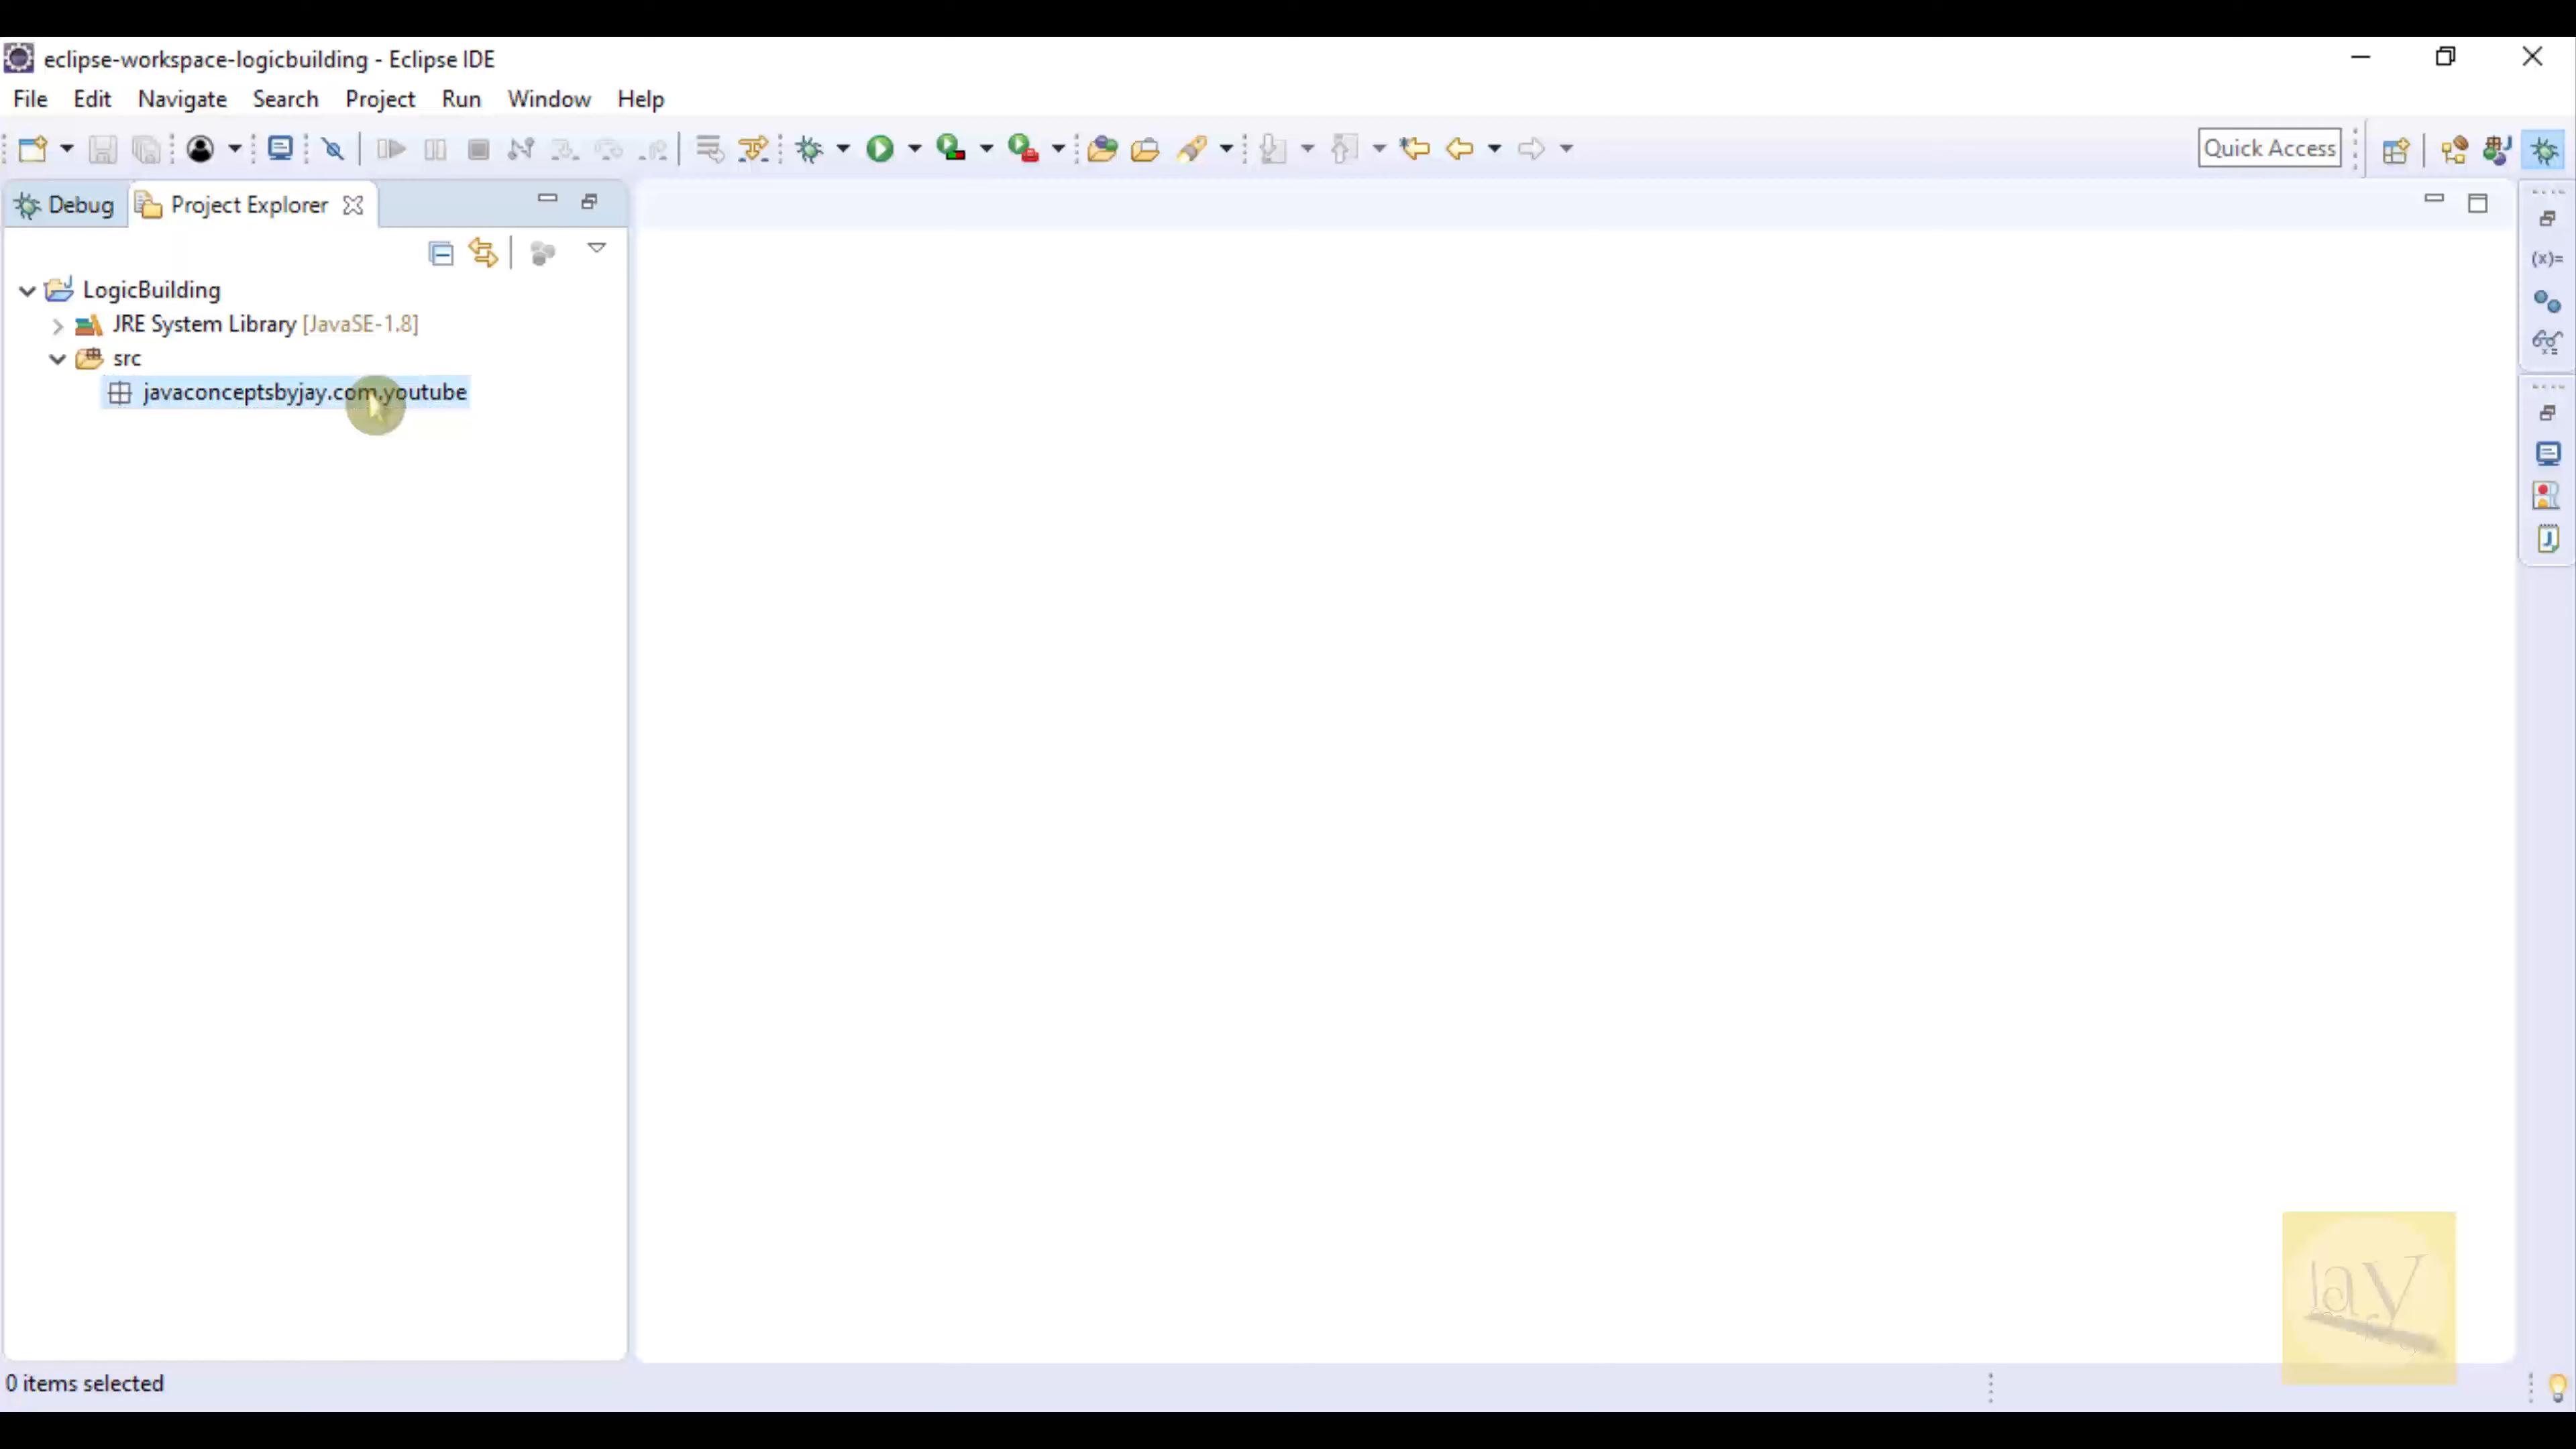 eclipse-workspace-logicbuilding - Eclipse IDE
File Edit Navigate Search Project Run Window Help
Quick Access
Debug Project Explorer
LogicBuilding
JRE System Library [JavaSE-1.8]
src
javaconceptsbyjay.com.youtube
(x)=
Jay
0 items selected